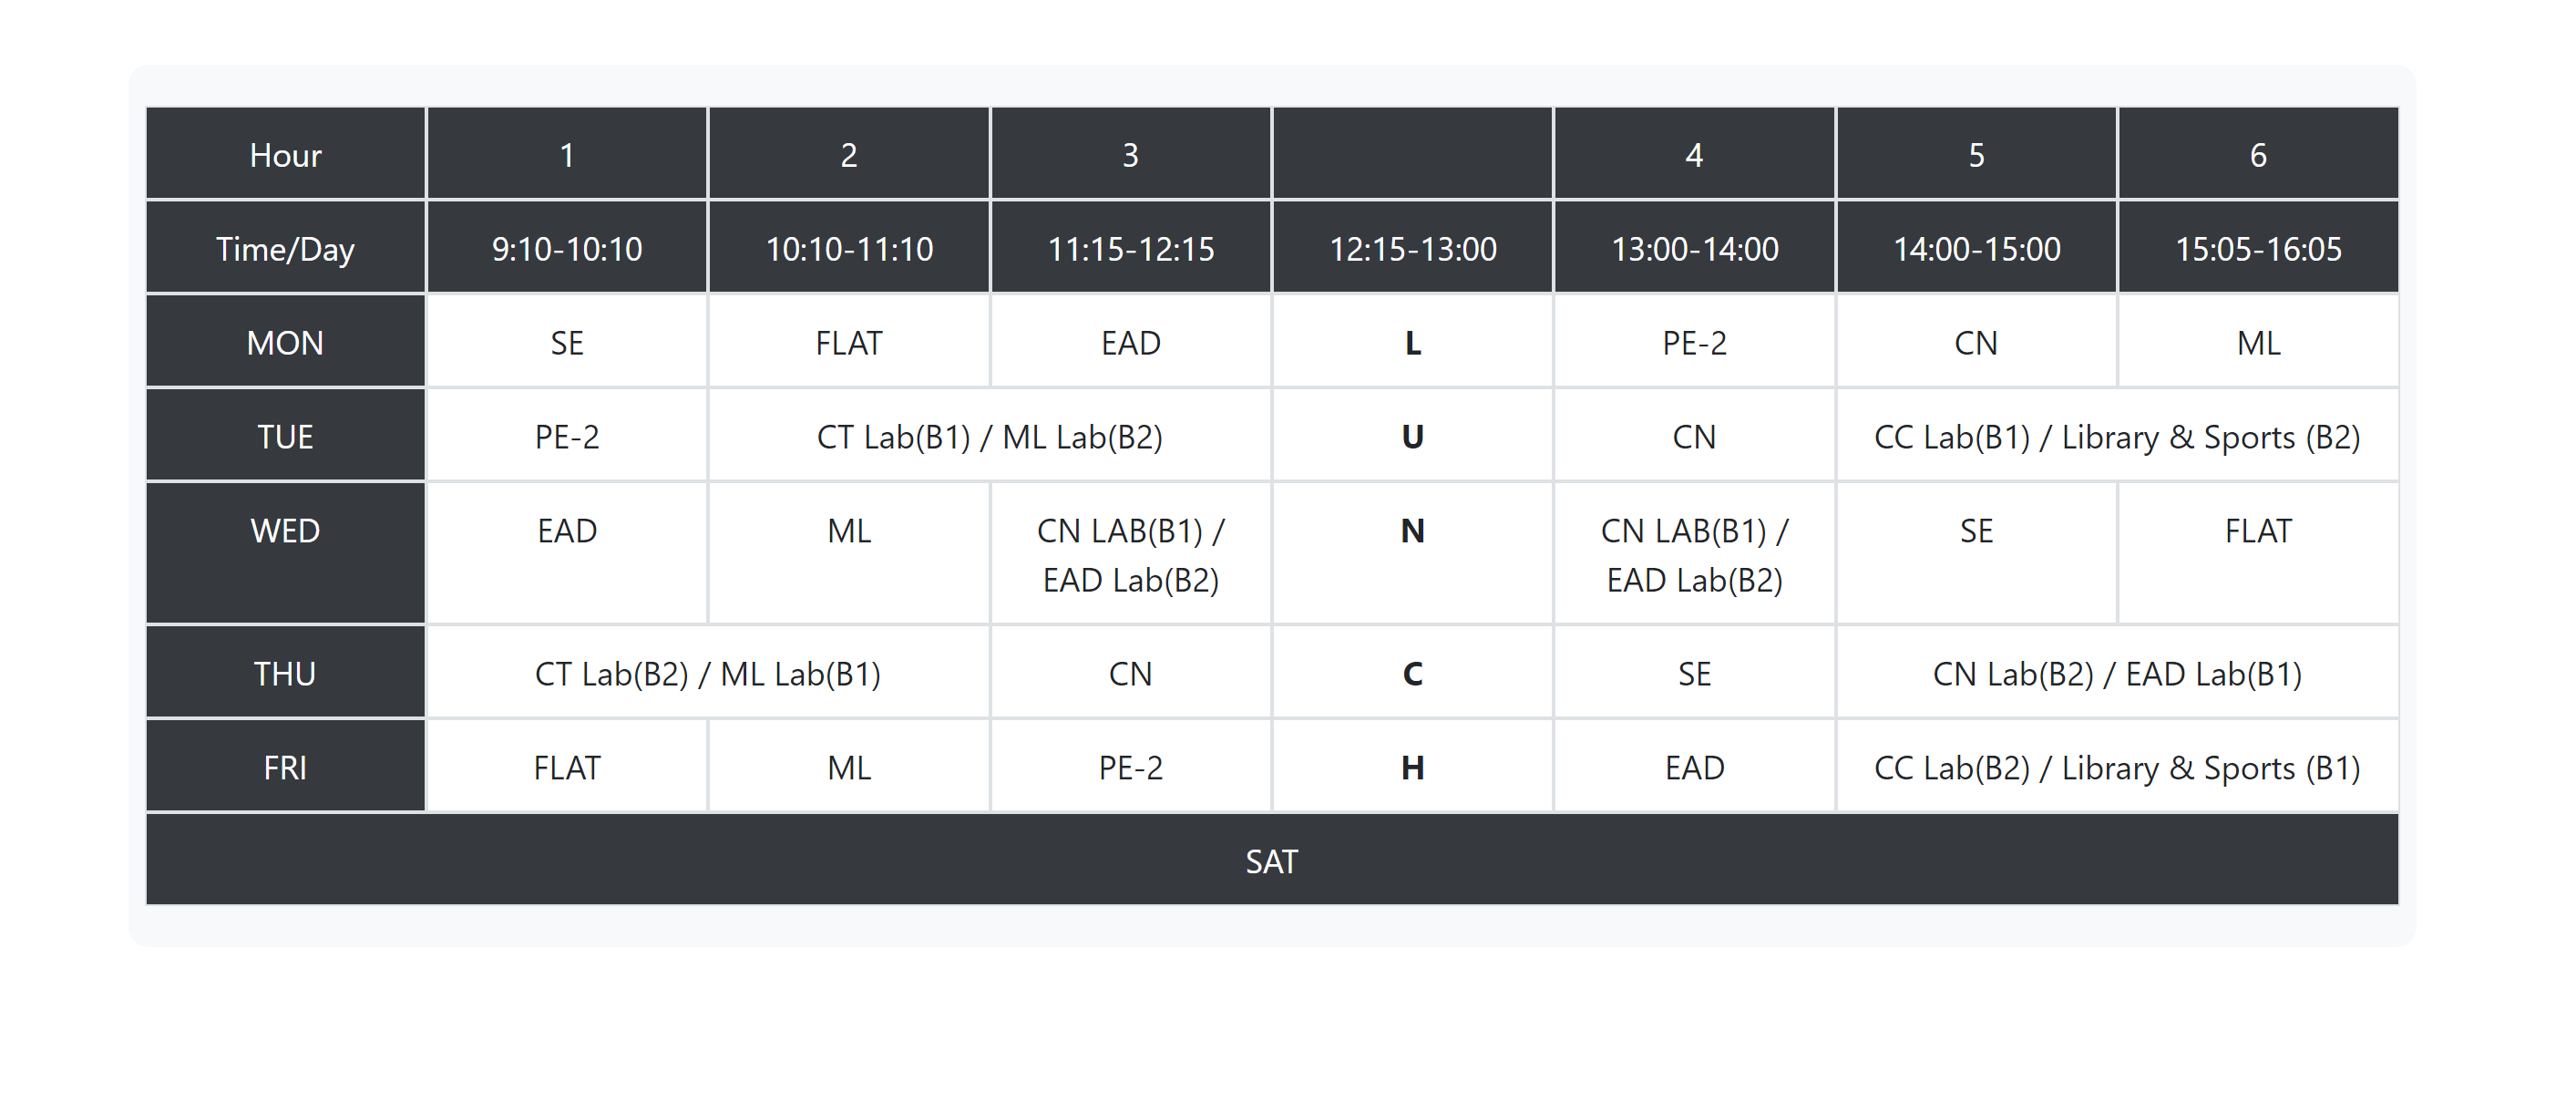 Hour 1 2 3 4 5 6
Time/Day 9:10-10:10 10:10-11:10 11:15-12:15 12:15-13:00 13:00-14:00 14:00-15:00 15:05-16:05
MON SE FLAT EAD L PE-2 CN ML
TUE PE-2 CT Lab(B1) / ML Lab(B2) U CN CC Lab(B1) / Library & Sports (B2)
WED EAD ML CN LAB(B1) / N CN LAB(B1) / SE FLAT
EAD Lab(B2) EAD Lab(B2)
THU CT Lab(B2) / ML Lab(B1) CN C SE CN Lab(B2) / EAD Lab(B1)
FRI FLAT ML PE-2 H EAD CC Lab(B2) / Library & Sports (B1)
SAT